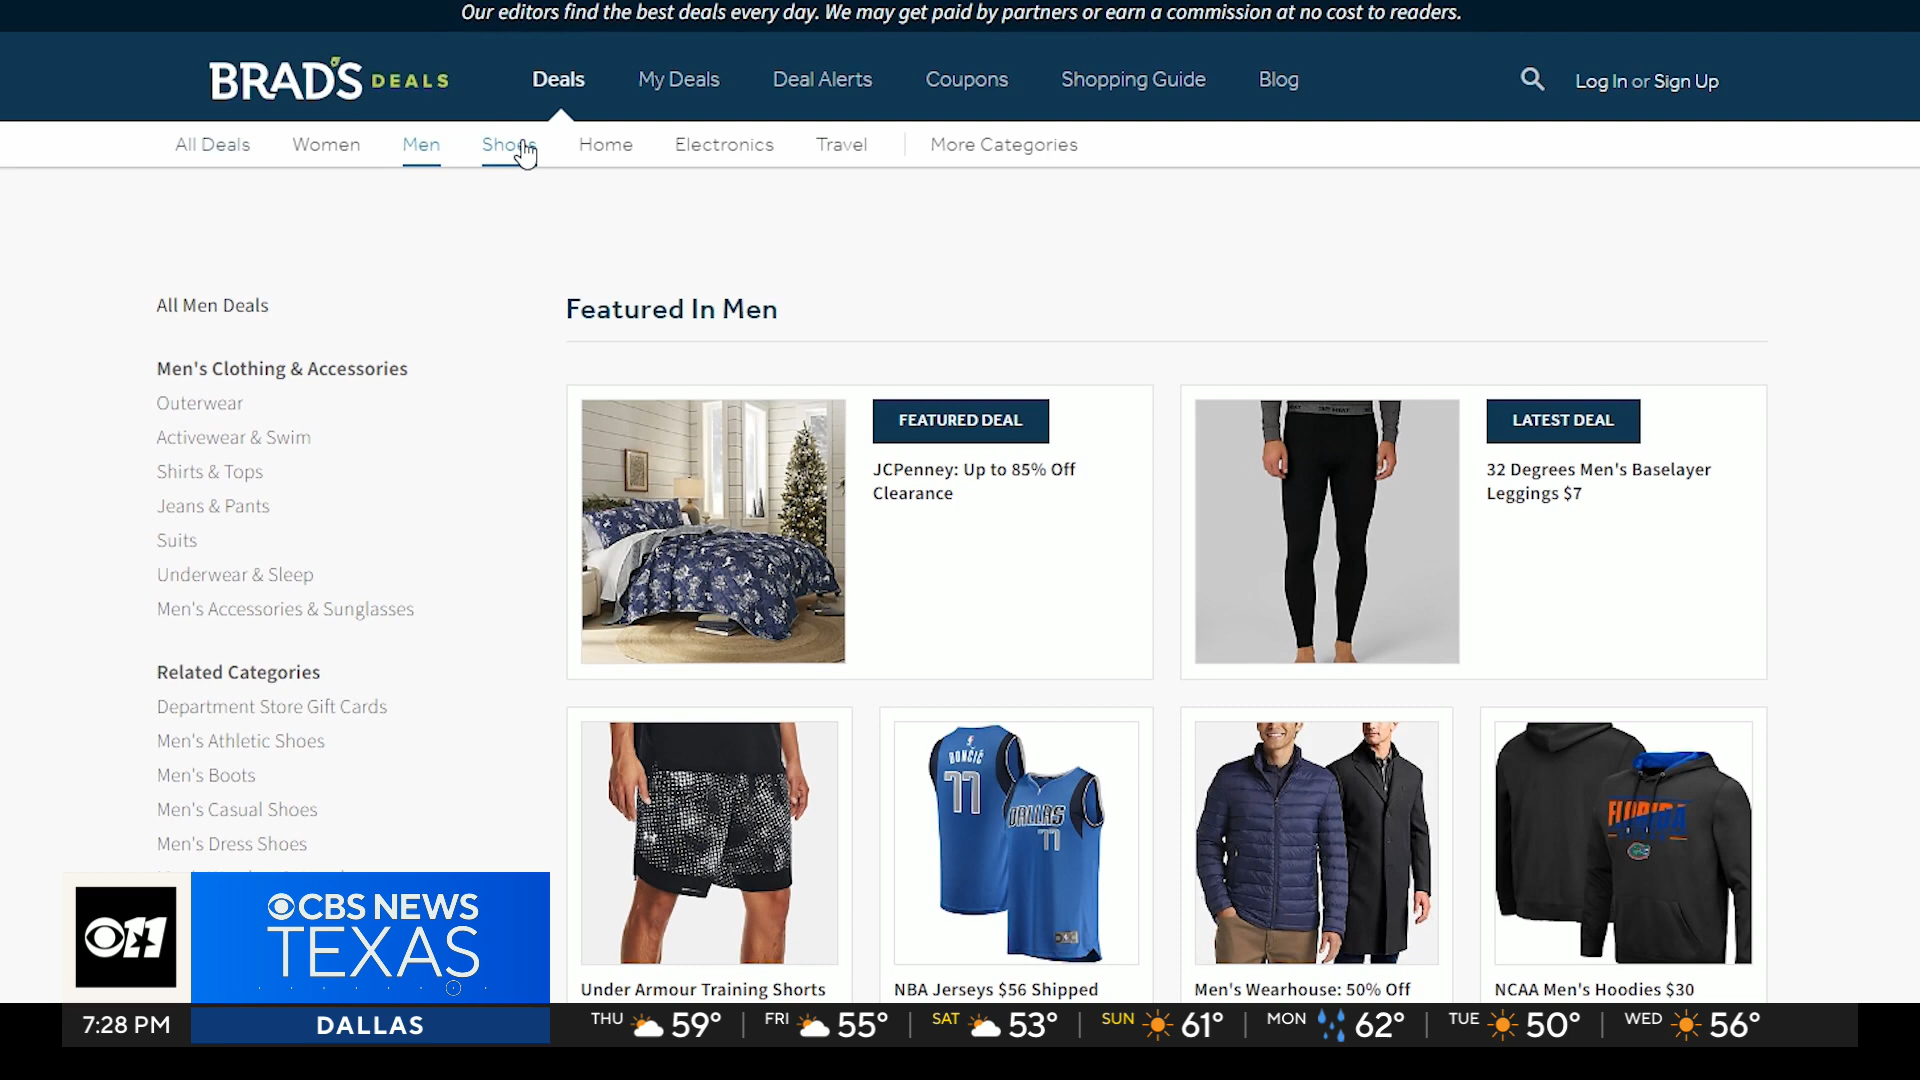 Our editors find the best deals every day. We may get paid by partners or earn a commission at no cost to readers.
BRAD'S DEALS
Deals
My Deals
Deal Alerts
Coupons
Shopping Guide
Blog
Log In or Sign Up
All Deals
Women
Men
Shoes
Home
Electronics
Travel
More Categories
All Men Deals
Men's Clothing & Accessories
Outerwear
Activewear & Swim
Shirts & Tops
Jeans & Pants
Suits
Underwear & Sleep
Men's Accessories & Sunglasses
Related Categories
Department Store Gift Cards
Men's Athletic Shoes
Men's Boots
Men's Casual Shoes
Men's Dress Shoes
Featured In Men
FEATURED DEAL
JCPenney: Up to 85% Off
Clearance
LATEST DEAL
32 Degrees Men's Baselayer
Leggings $7
DONČIĆ
77
DALLAS
77
FLORIDA
Under Armour Training Shorts
NBA Jerseys $56 Shipped
Men's Wearhouse: 50% Off
NCAA Men's Hoodies $30
11
CBS NEWS
TEXAS
7:28 PM
DALLAS
THU 59°
FRI 55°
SAT 53°
SUN 61°
MON 62°
TUE 50°
WED 56°